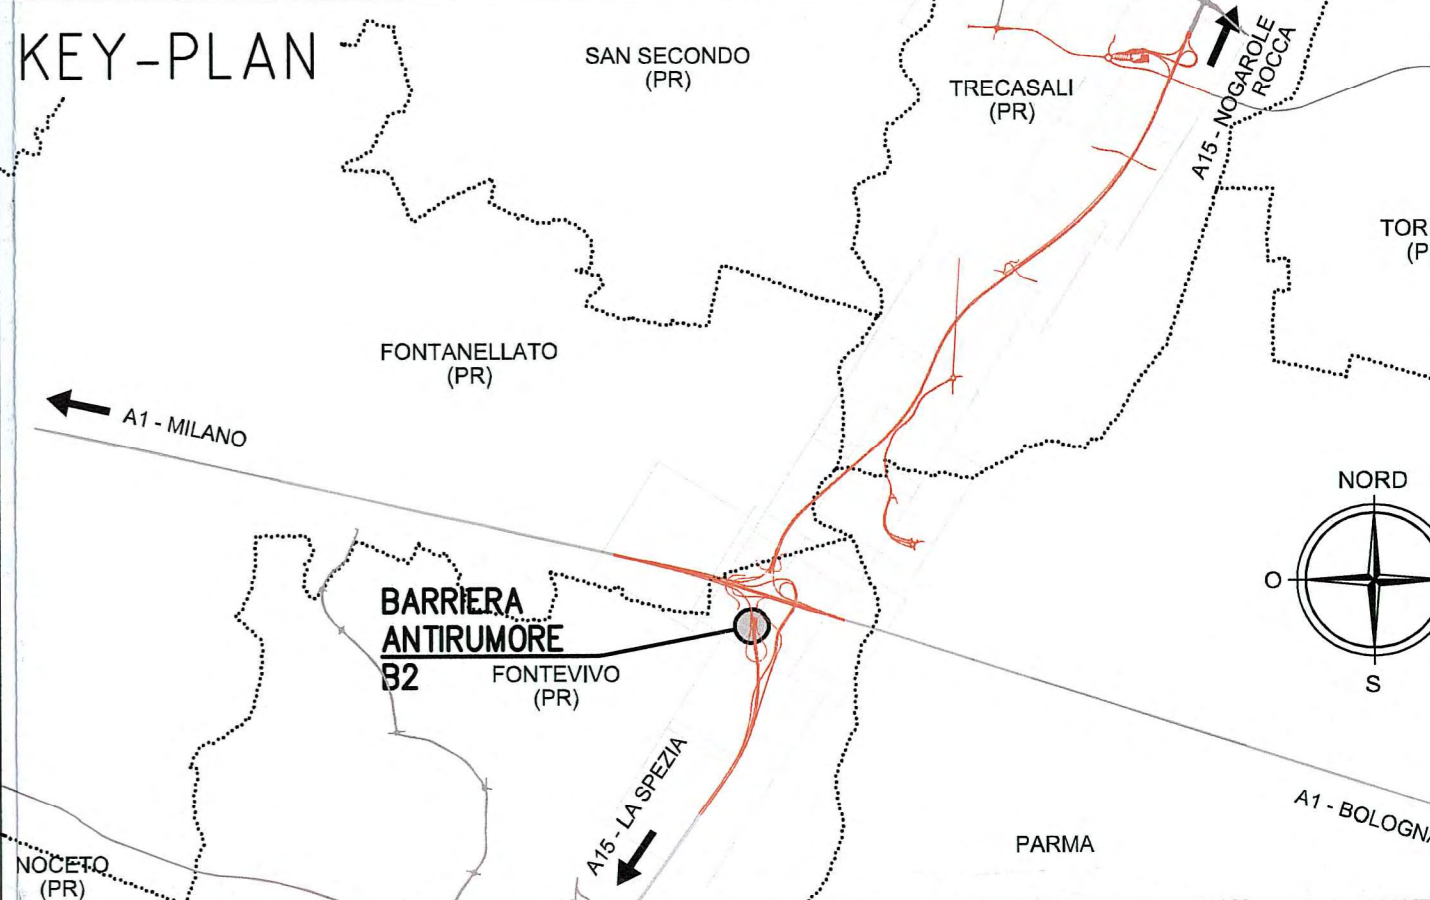 KEY-PLAN
SAN SECONDO
(PR)
TRECASALI
(PR)
A15 - NOGAROLE
ROCCA
TOR
(P
FONTANELLATO
(PR)
A1 - MILANO
NORD
O
S
BARRIERA
ANTIRUMORE
B2
FONTEVIVO
(PR)
A15 - LA SPEZIA
A1 - BOLOGNA
PARMA
NOCETO
(PR)